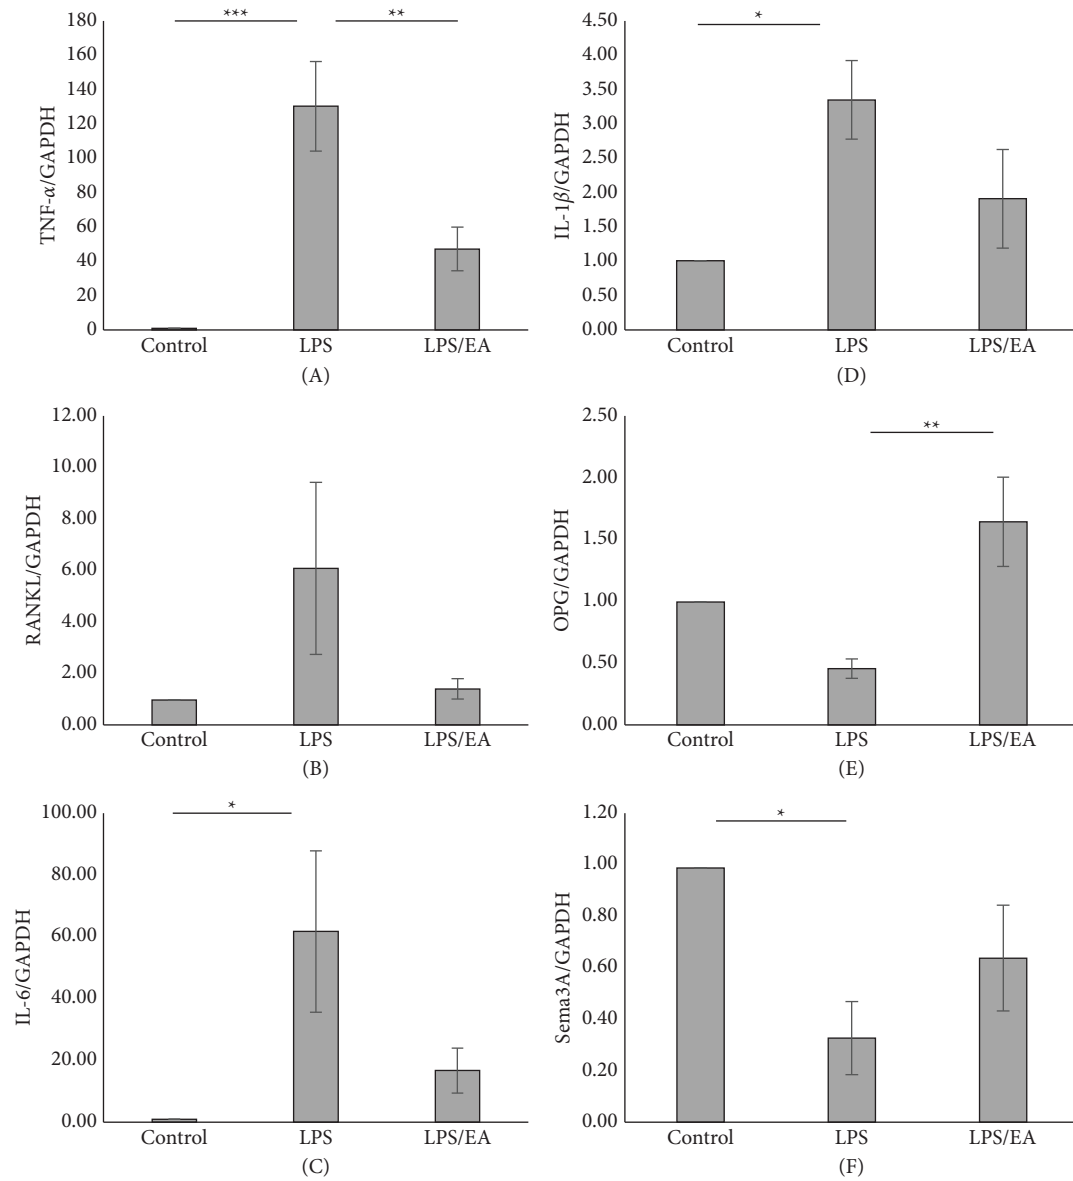 TNF-α/GAPDH
180
160
140
120
100
80
60
40
20
0
***
**
Control LPS LPS/EA
(A)
IL-1β/GAPDH
4.50
4.00
3.50
3.00
2.50
2.00
1.50
1.00
0.50
0.00
*
Control LPS LPS/EA
(D)
RANKL/GAPDH
12.00
10.00
8.00
6.00
4.00
2.00
0.00
Control LPS LPS/EA
(B)
OPG/GAPDH
2.50
2.00
1.50
1.00
0.50
0.00
**
Control LPS LPS/EA
(E)
IL-6/GAPDH
100.00
80.00
60.00
40.00
20.00
0.00
*
Control LPS LPS/EA
(C)
Sema3A/GAPDH
1.20
1.00
0.80
0.60
0.40
0.20
0.00
*
Control LPS LPS/EA
(F)